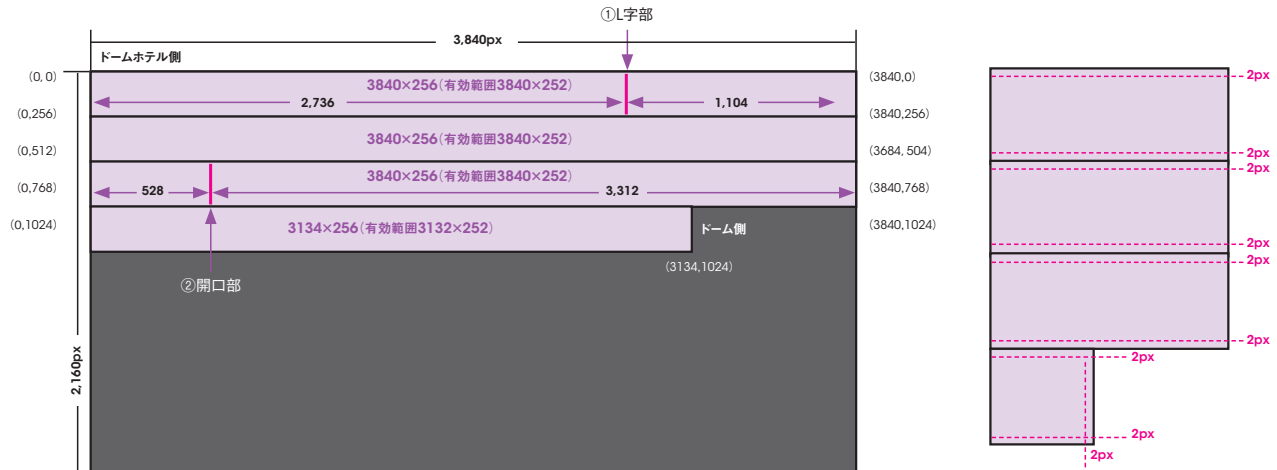 ①L字部
3,840px
ドームホテル側
(0, 0)
3840×256(有効範囲3840×252)
(3840,0)
2px
2,736
1,104
(0,256)
(3840,256)
3840×256(有効範囲3840×252)
(0,512)
(3684, 504)
2px
2px
3840×256(有効範囲3840×252)
(0,768)
528
3,312
(3840,768)
(0,1024)
3134×256(有効範囲3132×252)
ドーム側
(3840,1024)
2px
2px
(3134,1024)
②開口部
2,160px
2px
2px
2px
2px